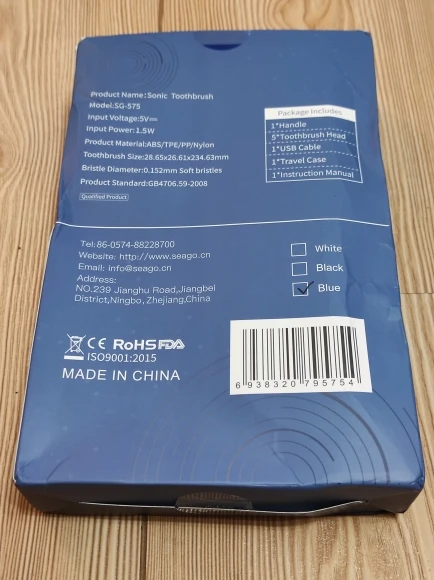 Product Name:Sonic Toothbrush
Model:SG-575
Input Voltage:5V⎓
Input Power:1.5W
Product Material:ABS/TPE/PP/Nylon
Toothbrush Size:28.65x26.61x234.63mm
Bristle Diameter:0.152mm Soft bristles
Product Standard:GB4706.59-2008
Qualified Product
Package Includes
1*Handle
5*Toothbrush Head
1*USB Cable
1*Travel Case
1*Instruction Manual
Tel:86-0574-88228700
Website: http://www.seago.cn
Email: info@seago.cn
Address:
NO.239 Jianghu Road,Jiangbei
District,Ningbo, Zhejiang,China
White
Black
Blue
CE RoHS FDA
ISO9001:2015
MADE IN CHINA
6 938320 795754